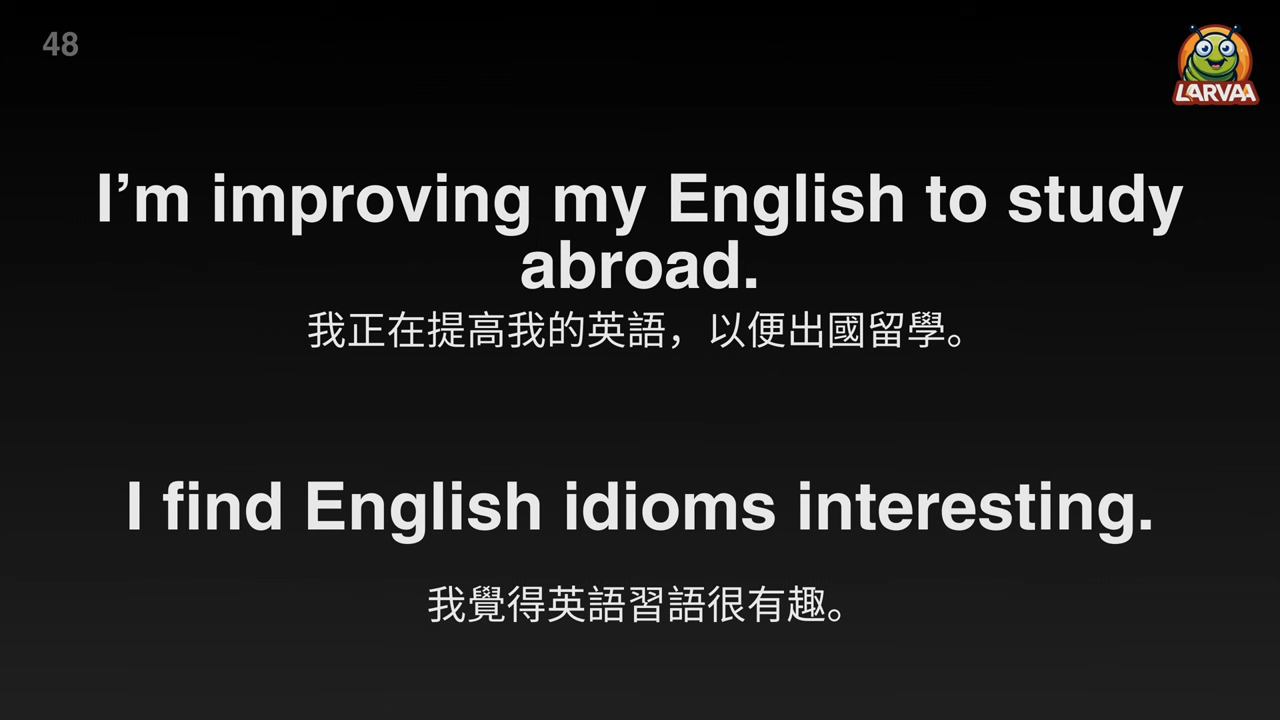 48
LARVAA
I’m improving my English to study
abroad.
我正在提高我的英語，以便出國留學。
I find English idioms interesting.
我覺得英語習語很有趣。